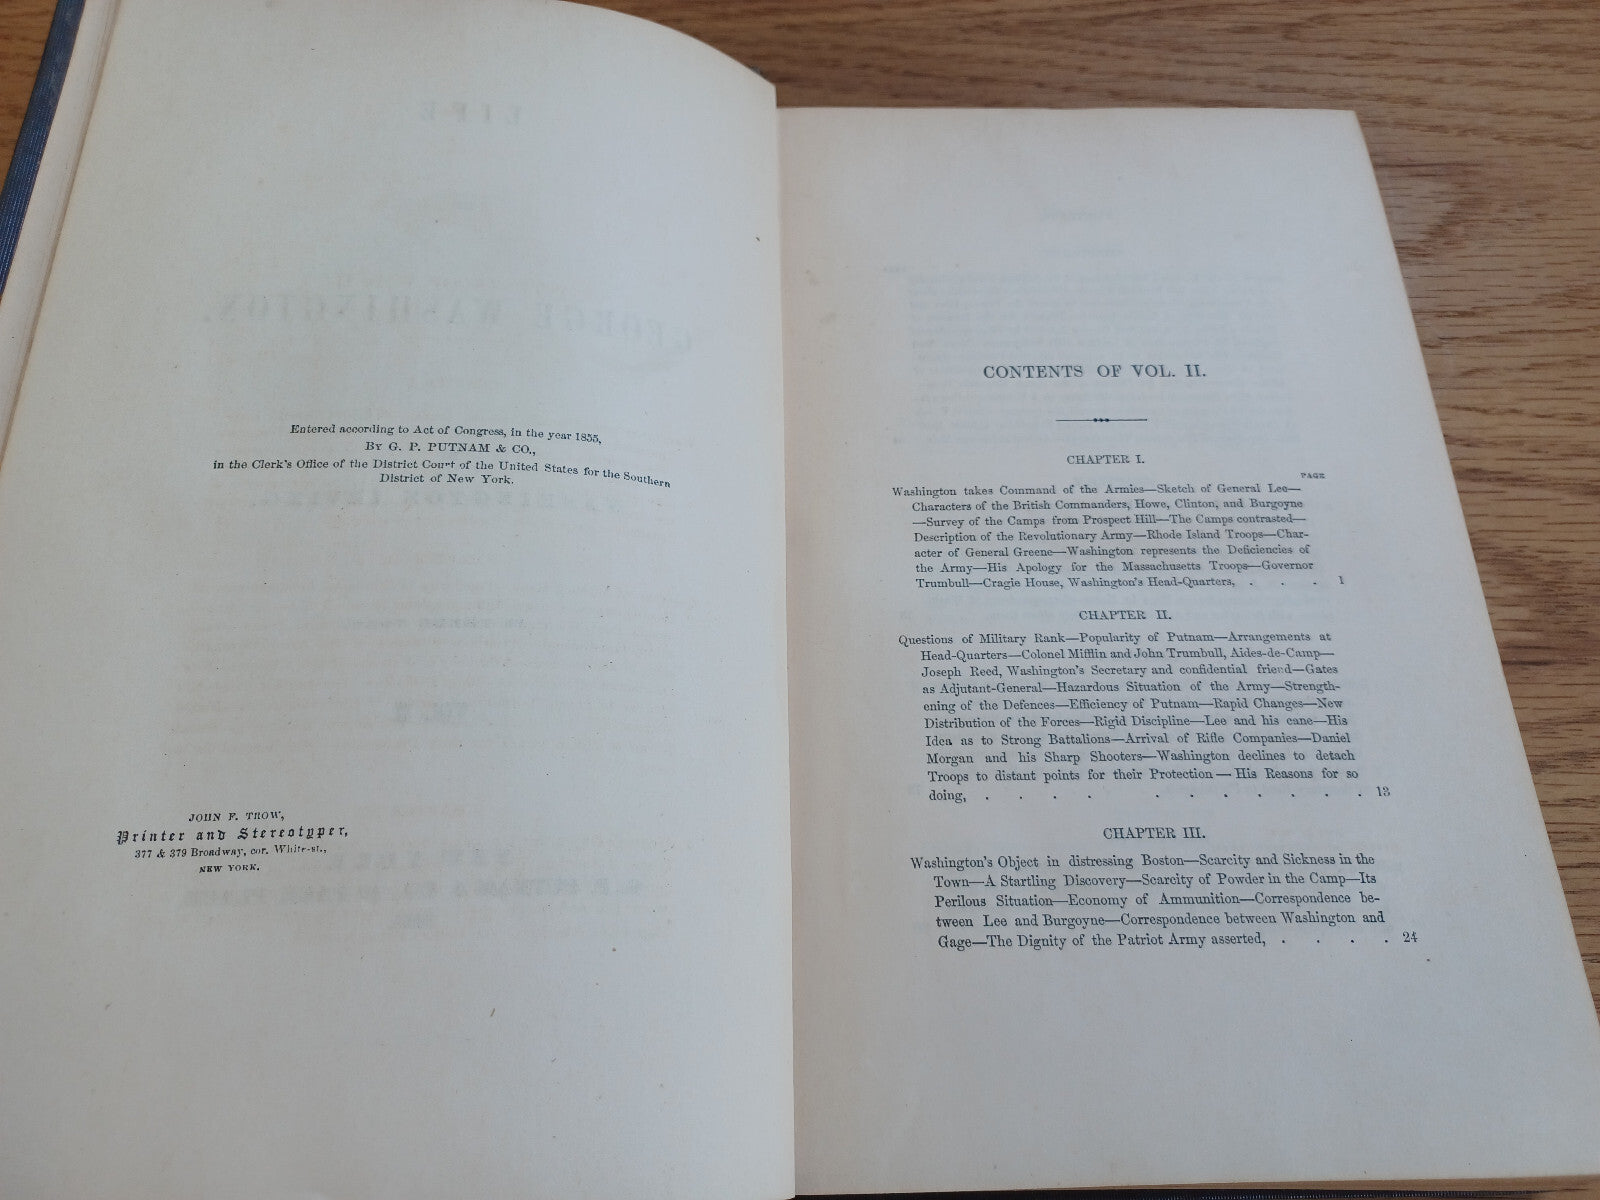 Entered according to Act of Congress, in the year 1855,
BY G. P. PUTNAM & CO.,
in the Clerk's Office of the District Court of the United States for the Southern
District of New York.
JOHN F. TROW,
Printer and Stereotyper,
377 & 379 Broadway, cor. White-st.,
NEW YORK.
CONTENTS OF VOL. II.
CHAPTER I.
PAGE
Washington takes Command of the Armies—Sketch of General Lee—
Characters of the British Commanders, Howe, Clinton, and Burgoyne
—Survey of the Camps from Prospect Hill—The Camps contrasted—
Description of the Revolutionary Army—Rhode Island Troops—Char-
acter of General Greene—Washington represents the Deficiencies of
the Army—His Apology for the Massachusetts Troops—Governor
Trumbull—Cragie House, Washington's Head-Quarters, . . . 1
CHAPTER II.
Questions of Military Rank—Popularity of Putnam—Arrangements at
Head-Quarters—Colonel Mifflin and John Trumbull, Aides-de-Camp—
Joseph Reed, Washington's Secretary and confidential friend—Gates
as Adjutant-General—Hazardous Situation of the Army—Strength-
ening of the Defences—Efficiency of Putnam—Rapid Changes—New
Distribution of the Forces—Rigid Discipline—Lee and his cane—His
Idea as to Strong Battalions—Arrival of Rifle Companies—Daniel
Morgan and his Sharp Shooters—Washington declines to detach
Troops to distant points for their Protection—His Reasons for so
doing, . . . . . . . . . . . 13
CHAPTER III.
Washington's Object in distressing Boston—Scarcity and Sickness in the
Town—A Startling Discovery—Scarcity of Powder in the Camp—Its
Perilous Situation—Economy of Ammunition—Correspondence be-
tween Lee and Burgoyne—Correspondence between Washington and
Gage—The Dignity of the Patriot Army asserted, . . . . 24